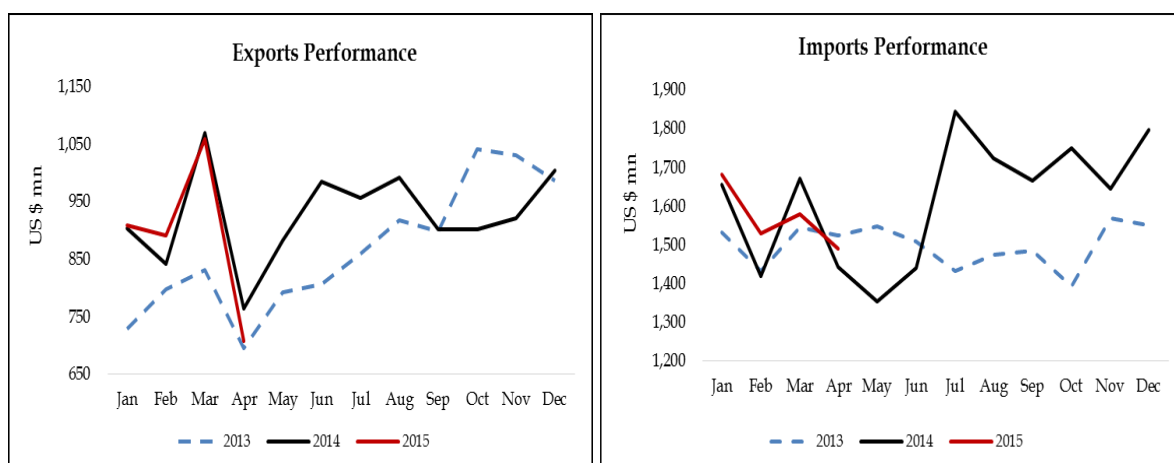 Exports Performance
US $ mn
1,150
1,050
950
850
750
650
Jan Feb Mar Apr May Jun Jul Aug Sep Oct Nov Dec
2013 2014 2015
Imports Performance
US $ mn
1,900
1,800
1,700
1,600
1,500
1,400
1,300
1,200
Jan Feb Mar Apr May Jun Jul Aug Sep Oct Nov Dec
2013 2014 2015